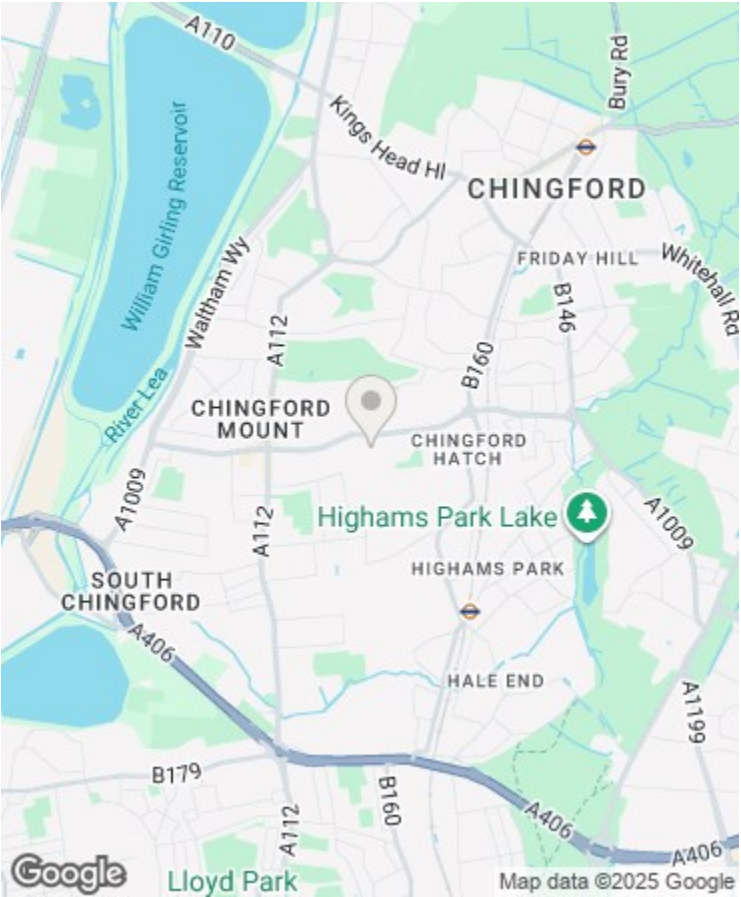 A110
Bury Rd
Kings Head Hl
CHINGFORD
William Girling Reservoir
Waltham Wy
FRIDAY HILL
Whitehall Rd
B146
A112
B160
River Lea
CHINGFORD
MOUNT
CHINGFORD
HATCH
A1009
A112
Highams Park Lake
A1009
HIGHAMS PARK
SOUTH
CHINGFORD
A406
HALE END
A1199
B179
B160
A112
A406
A406
Google
Lloyd Park
Map data ©2025 Google